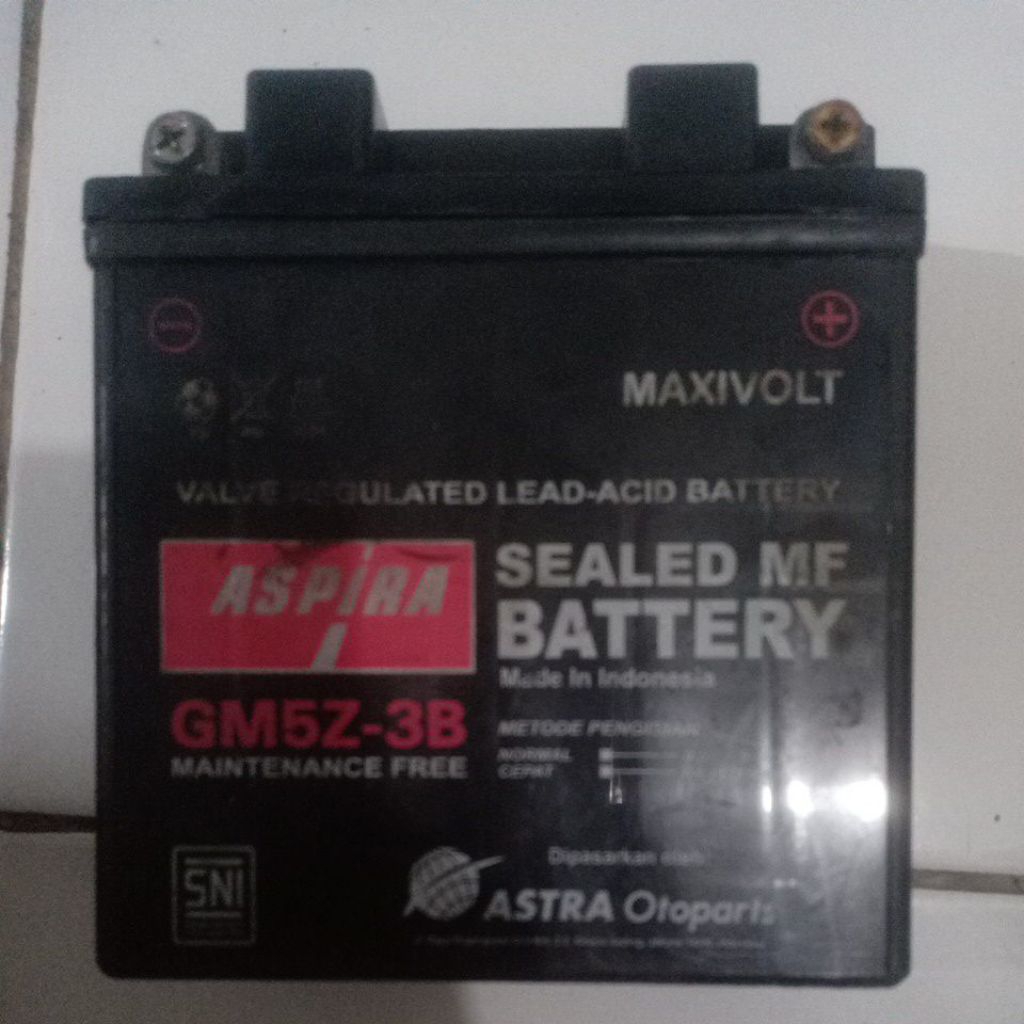 MAXIVOLT
VALVE REGULATED LEAD-ACID BATTERY
ASPIRA
SEALED MF
BATTERY
Made In Indonesia
GM5Z-3B
MAINTENANCE FREE
METODE PENGISIAN
NORMAL
CEPAT
SNI
Dipasarkan oleh:
ASTRA Otoparts